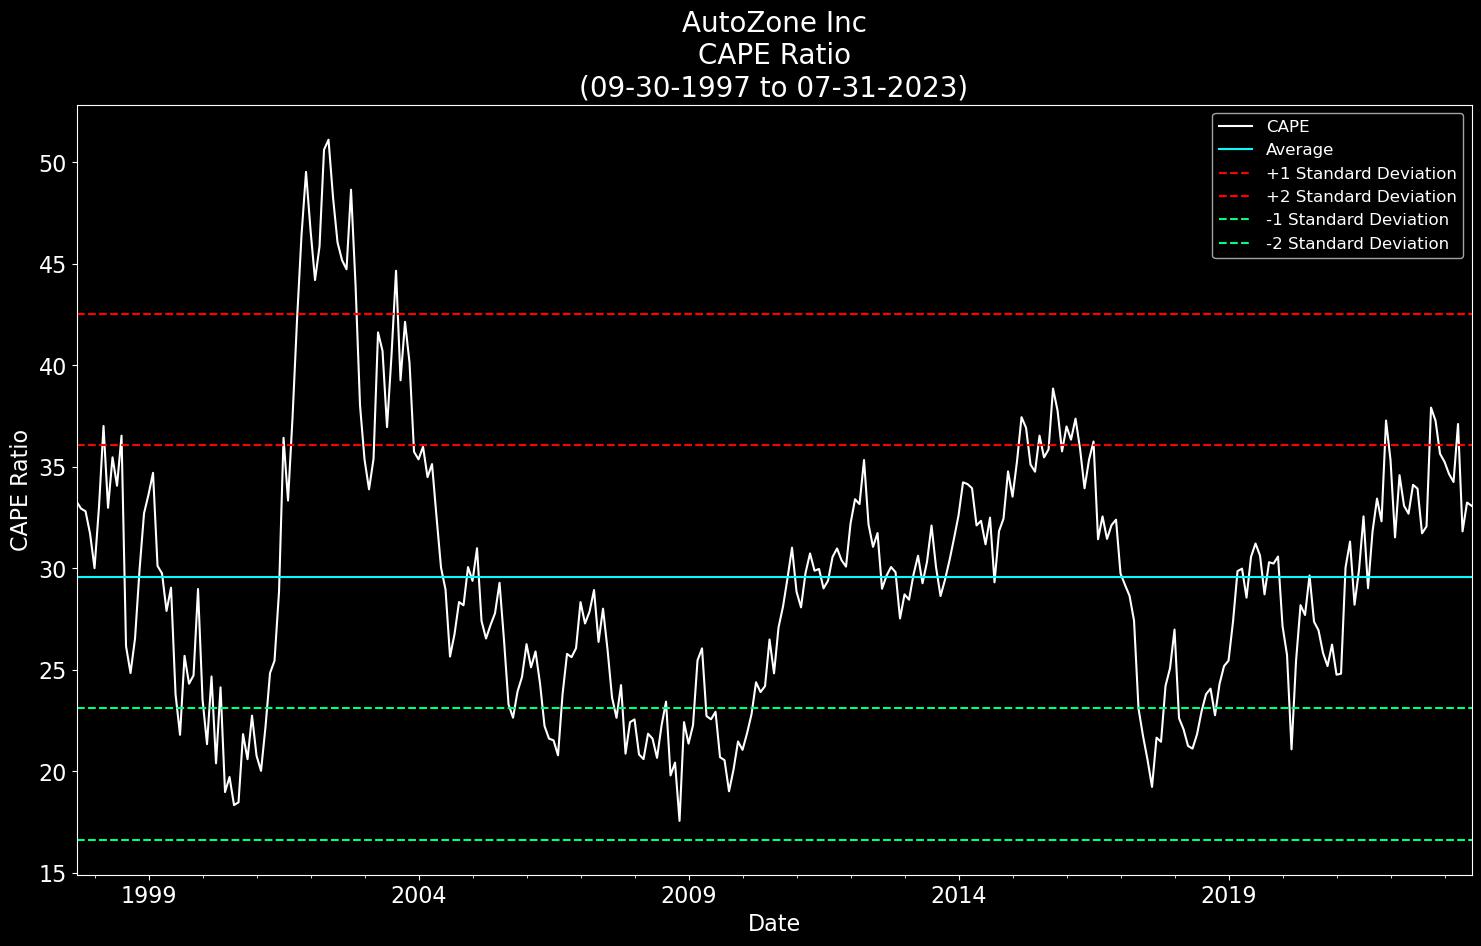 AutoZone Inc
CAPE Ratio
(09-30-1997 to 07-31-2023)
CAPE
Average
+1 Standard Deviation
+2 Standard Deviation
-1 Standard Deviation
-2 Standard Deviation
CAPE Ratio
50
45
40
35
30
25
20
15
1999
2004
2009
2014
2019
Date